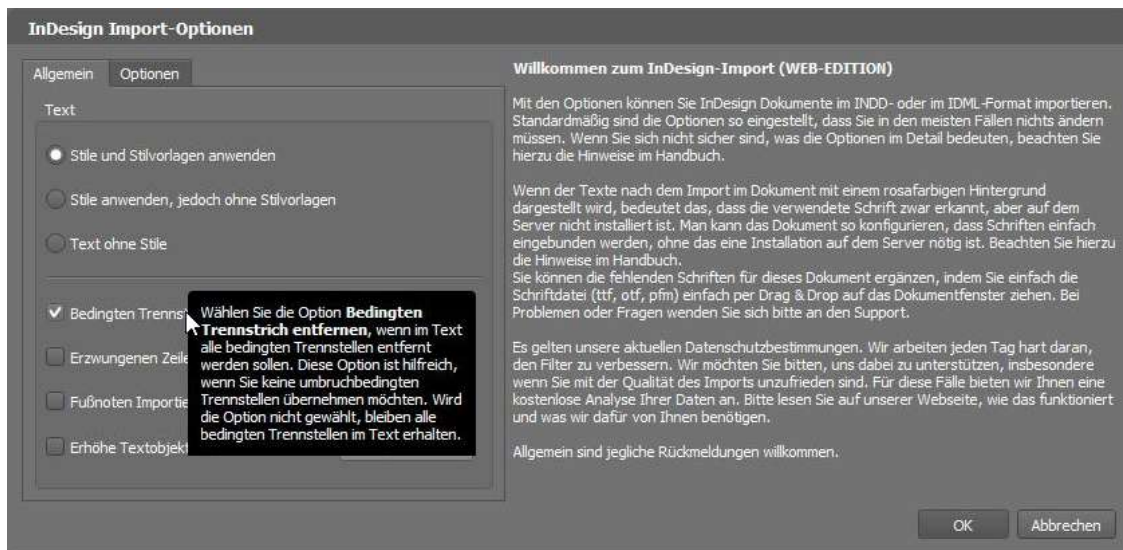 InDesign Import-Optionen
Allgemein
Optionen
Text
Stile und Stilvorlagen anwenden
Stile anwenden, jedoch ohne Stilvorlagen
Text ohne Stile
Bedingten
Erzwungenen
Fußnoten
Erhöhe
Wählen Sie die Option Bedingten
Trennstrich entfernen, wenn im Text
alle bedingten Trennstellen entfernt
werden sollen. Diese Option ist hilfreich,
wenn Sie keine umbruchbedingten
Trennstellen übernehmen möchten. Wird
die Option nicht gewählt, bleiben alle
bedingten Trennstellen im Text erhalten.
Willkommen zum InDesign-Import (WEB-EDITION)
Mit den Optionen können Sie InDesign Dokumente im INDD- oder im IDML-Format importieren.
Standardmäßig sind die Optionen so eingestellt, dass Sie in den meisten Fällen nichts ändern
müssen. Wenn Sie sich nicht sicher sind, was die Optionen im Detail bedeuten, beachten Sie
hierzu die Hinweise im Handbuch.
Wenn der Texte nach dem Import im Dokument mit einem rosafarbigen Hintergrund
dargestellt wird, bedeutet das, dass die verwendete Schrift zwar erkannt, aber auf dem
Server nicht installiert ist. Man kann das Dokument so konfigurieren, dass Schriften einfach
eingebunden werden, ohne das eine Installation auf dem Server nötig ist. Beachten Sie hierzu
die Hinweise im Handbuch.
Sie können die fehlenden Schriften für dieses Dokument ergänzen, indem Sie einfach die
Schriftdatei (ttf, otf, pfm) einfach per Drag & Drop auf das Dokumentfenster ziehen. Bei
Problemen oder Fragen wenden Sie sich bitte an den Support.
Es gelten unsere aktuellen Datenschutzbestimmungen. Wir arbeiten jeden Tag hart daran,
den Filter zu verbessern. Wir möchten Sie bitten, uns dabei zu unterstützen, insbesondere
wenn Sie mit der Qualität des Imports unzufrieden sind. Für diese Fälle bieten wir Ihnen eine
kostenlose Analyse Ihrer Daten an. Bitte lesen Sie auf unserer Webseite, wie das funktioniert
und was wir dafür von Ihnen benötigen.
Allgemein sind jegliche Rückmeldungen willkommen.
OK
Abbrechen